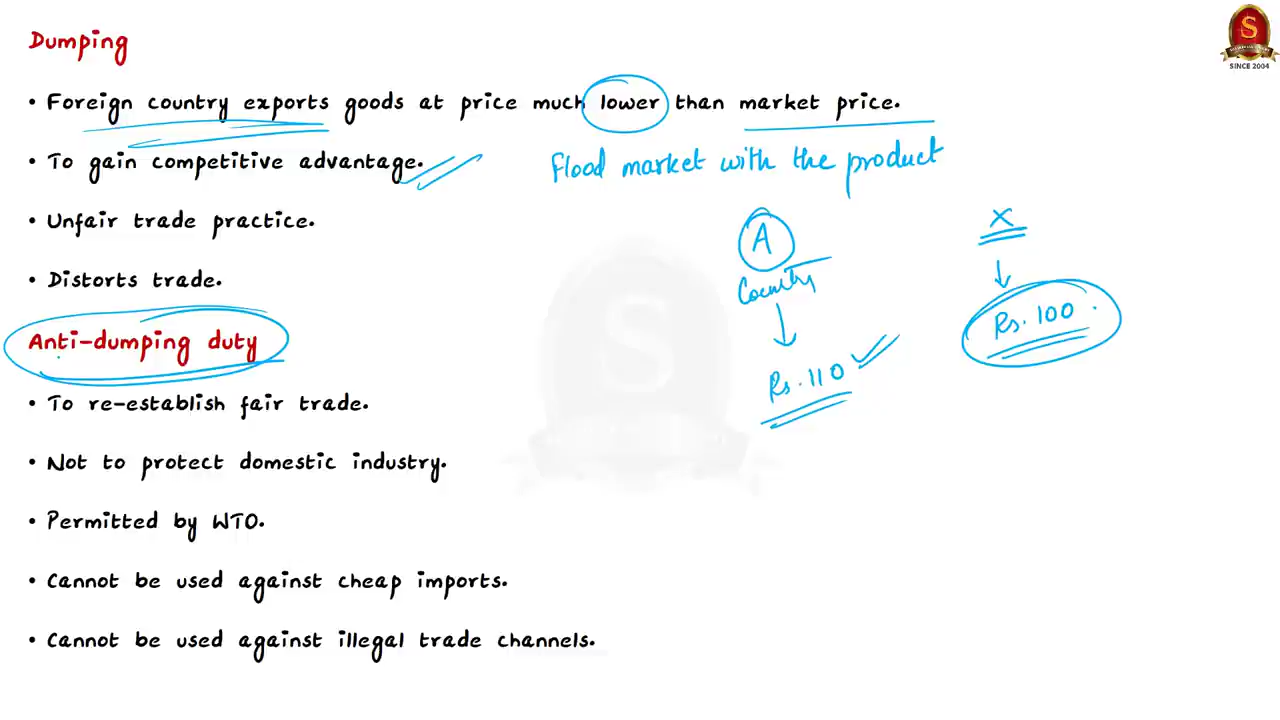 Dumping
• Foreign country exports goods at price much lower than market price.
• To gain competitive advantage.
Flood market with the product
• Unfair trade practice.
A
X
• Distorts trade.
Country
Rs. 100
Anti-dumping duty
Rs. 110
• To re-establish fair trade.
• Not to protect domestic industry.
• Permitted by WTO.
• Cannot be used against cheap imports.
• Cannot be used against illegal trade channels.
S
SINCE 2004
S